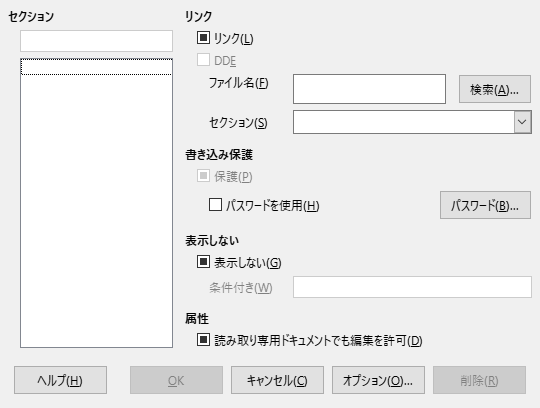 セクション
リンク
リンク(L)
DDE
ファイル名(F)
検索(A)...
セクション(S)
書き込み保護
保護(P)
パスワードを使用(H)
パスワード(B)...
表示しない
表示しない(G)
条件付き(W)
属性
読み取り専用ドキュメントでも編集を許可(D)
ヘルプ(H)
OK
キャンセル(C)
オプション(O)...
削除(R)